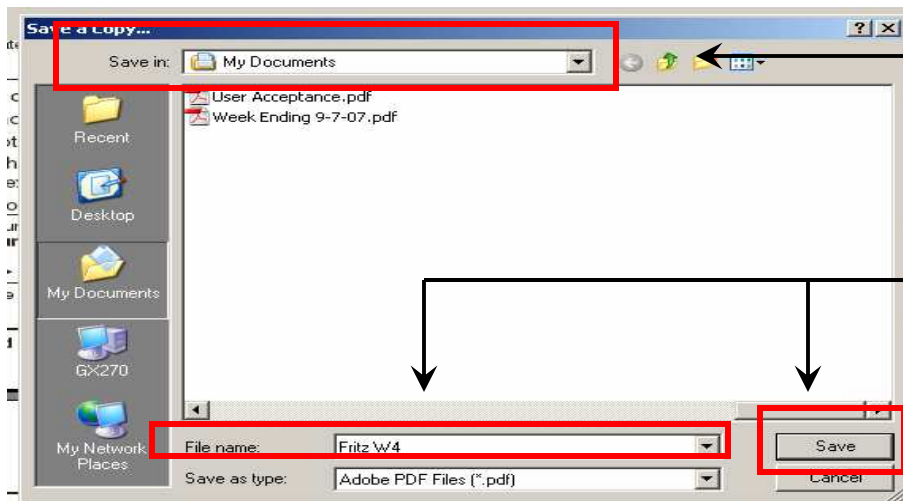 Save a Copy...
Save in: My Documents
User Acceptance.pdf
Week Ending 9-7-07.pdf
Recent
Desktop
My Documents
GX270
My Network
Places
File name: Fritz W4
Save
Save as type: Adobe PDF Files (*.pdf)
Cancel